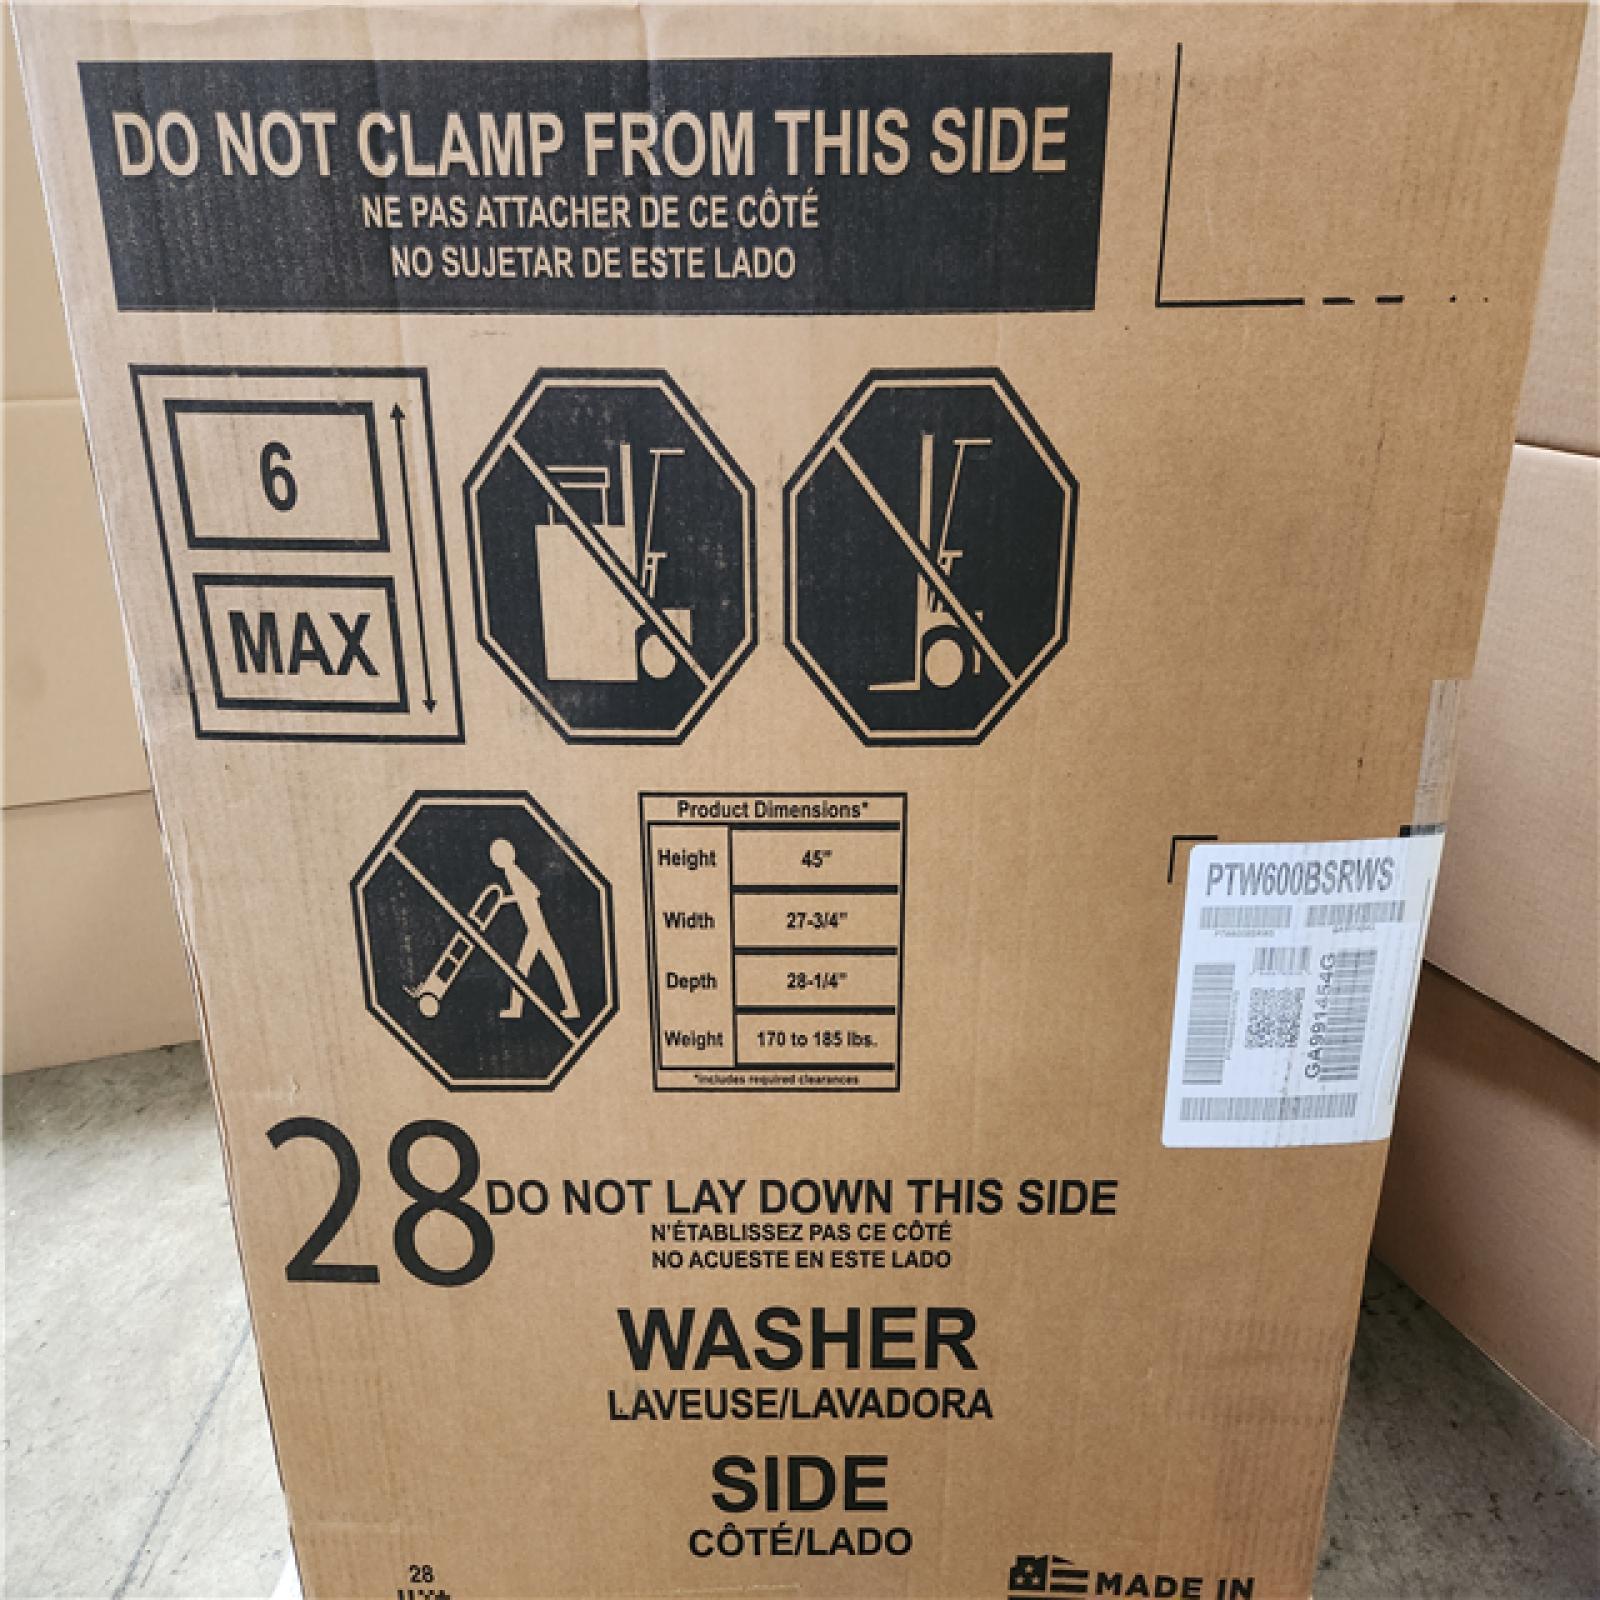 DO NOT CLAMP FROM THIS SIDE
NE PAS ATTACHER DE CE CÔTÉ
NO SUJETAR DE ESTE LADO
6
MAX
Product Dimensions*
Height 45"
Width 27-3/4"
Depth 28-1/4"
Weight 170 to 185 lbs.
*includes required clearances
PTW600BSRWS
PTW600BSRWS
GA991454G
28
DO NOT LAY DOWN THIS SIDE
N'ÉTABLISSEZ PAS CE CÔTÉ
NO ACUESTE EN ESTE LADO
WASHER
LAVEUSE/LAVADORA
SIDE
CÔTÉ/LADO
28
MADE IN